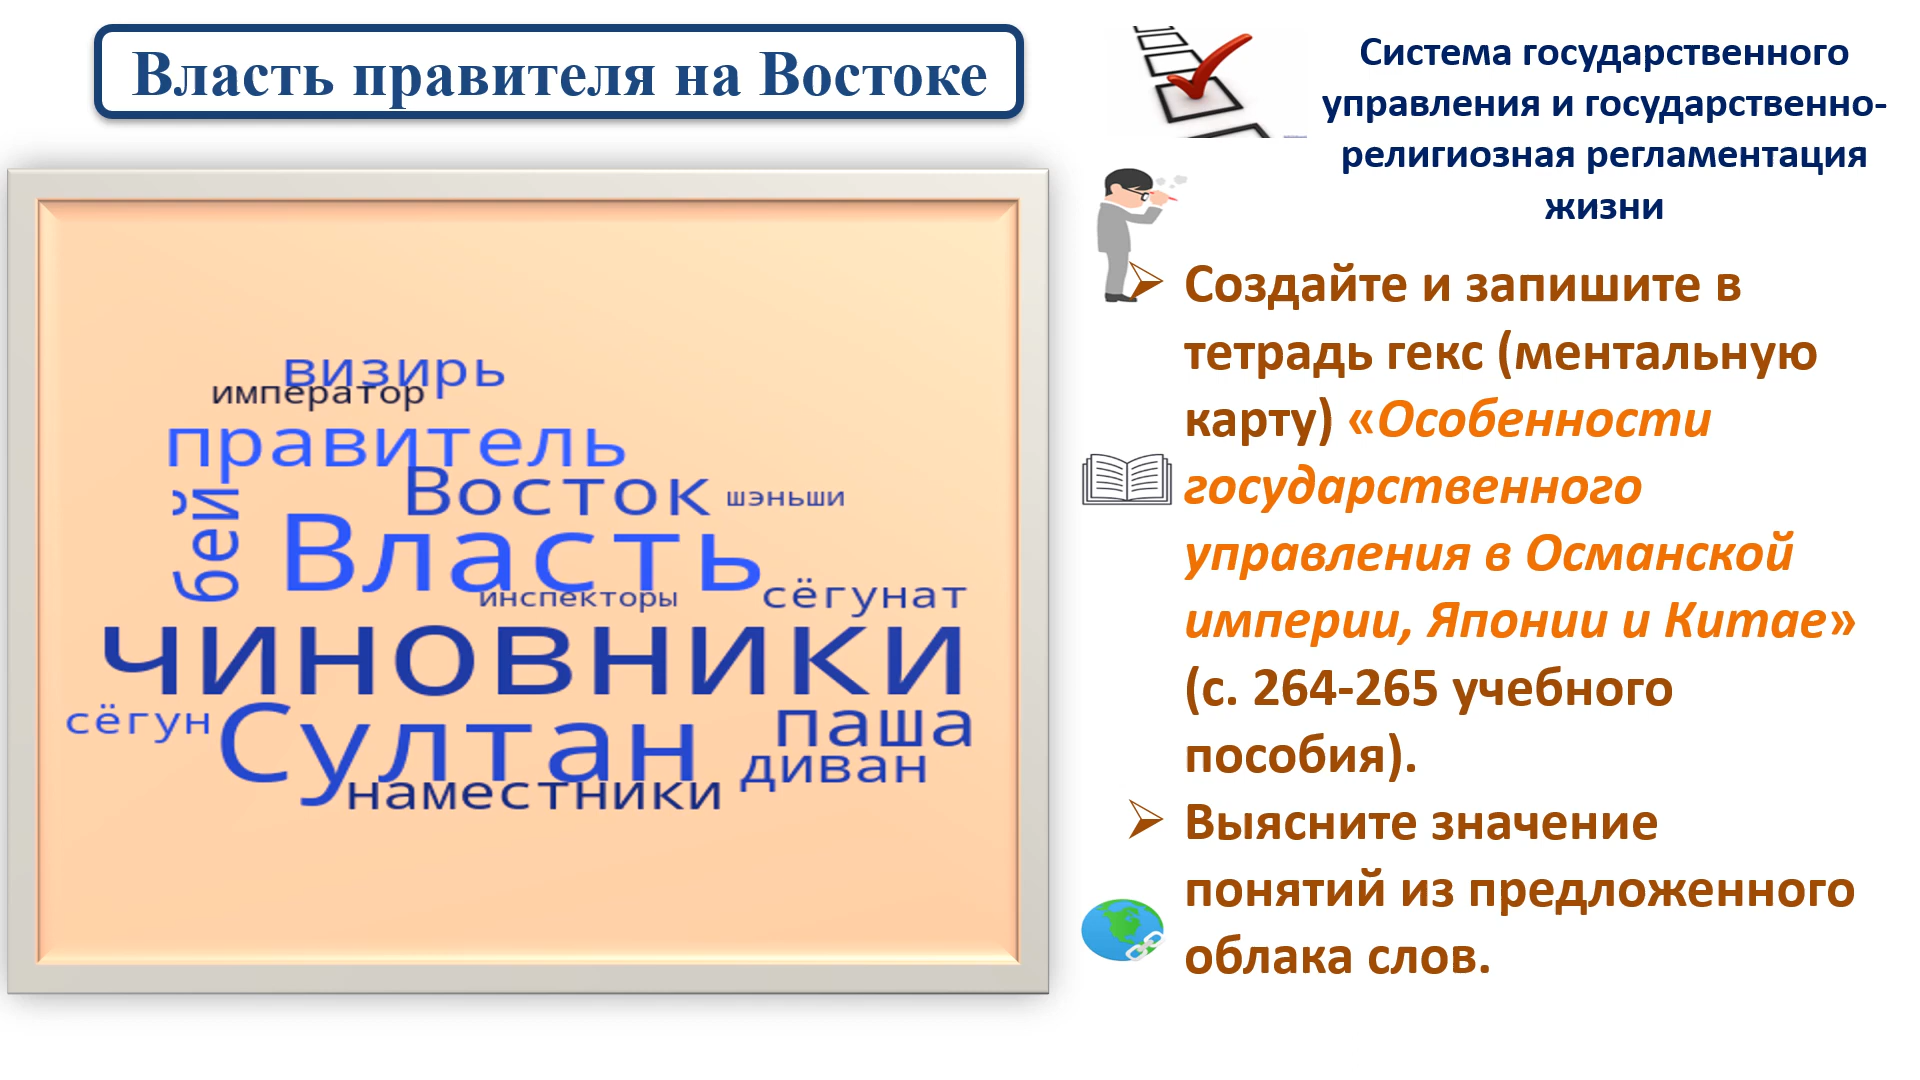 Власть правителя на Востоке
визирь
император
правитель
Восток
шэньши
бей
Власть
инспекторы
сёгунат
чиновники
сёгун
Султан
паша
диван
наместники
Система государственного
управления и государственно-
религиозная регламентация
жизни
Создайте и запишите в
тетрадь гекс (ментальную
карту) «Особенности
государственного
управления в Османской
империи, Японии и Китае»
(с. 264-265 учебного
пособия).
Выясните значение
понятий из предложенного
облака слов.